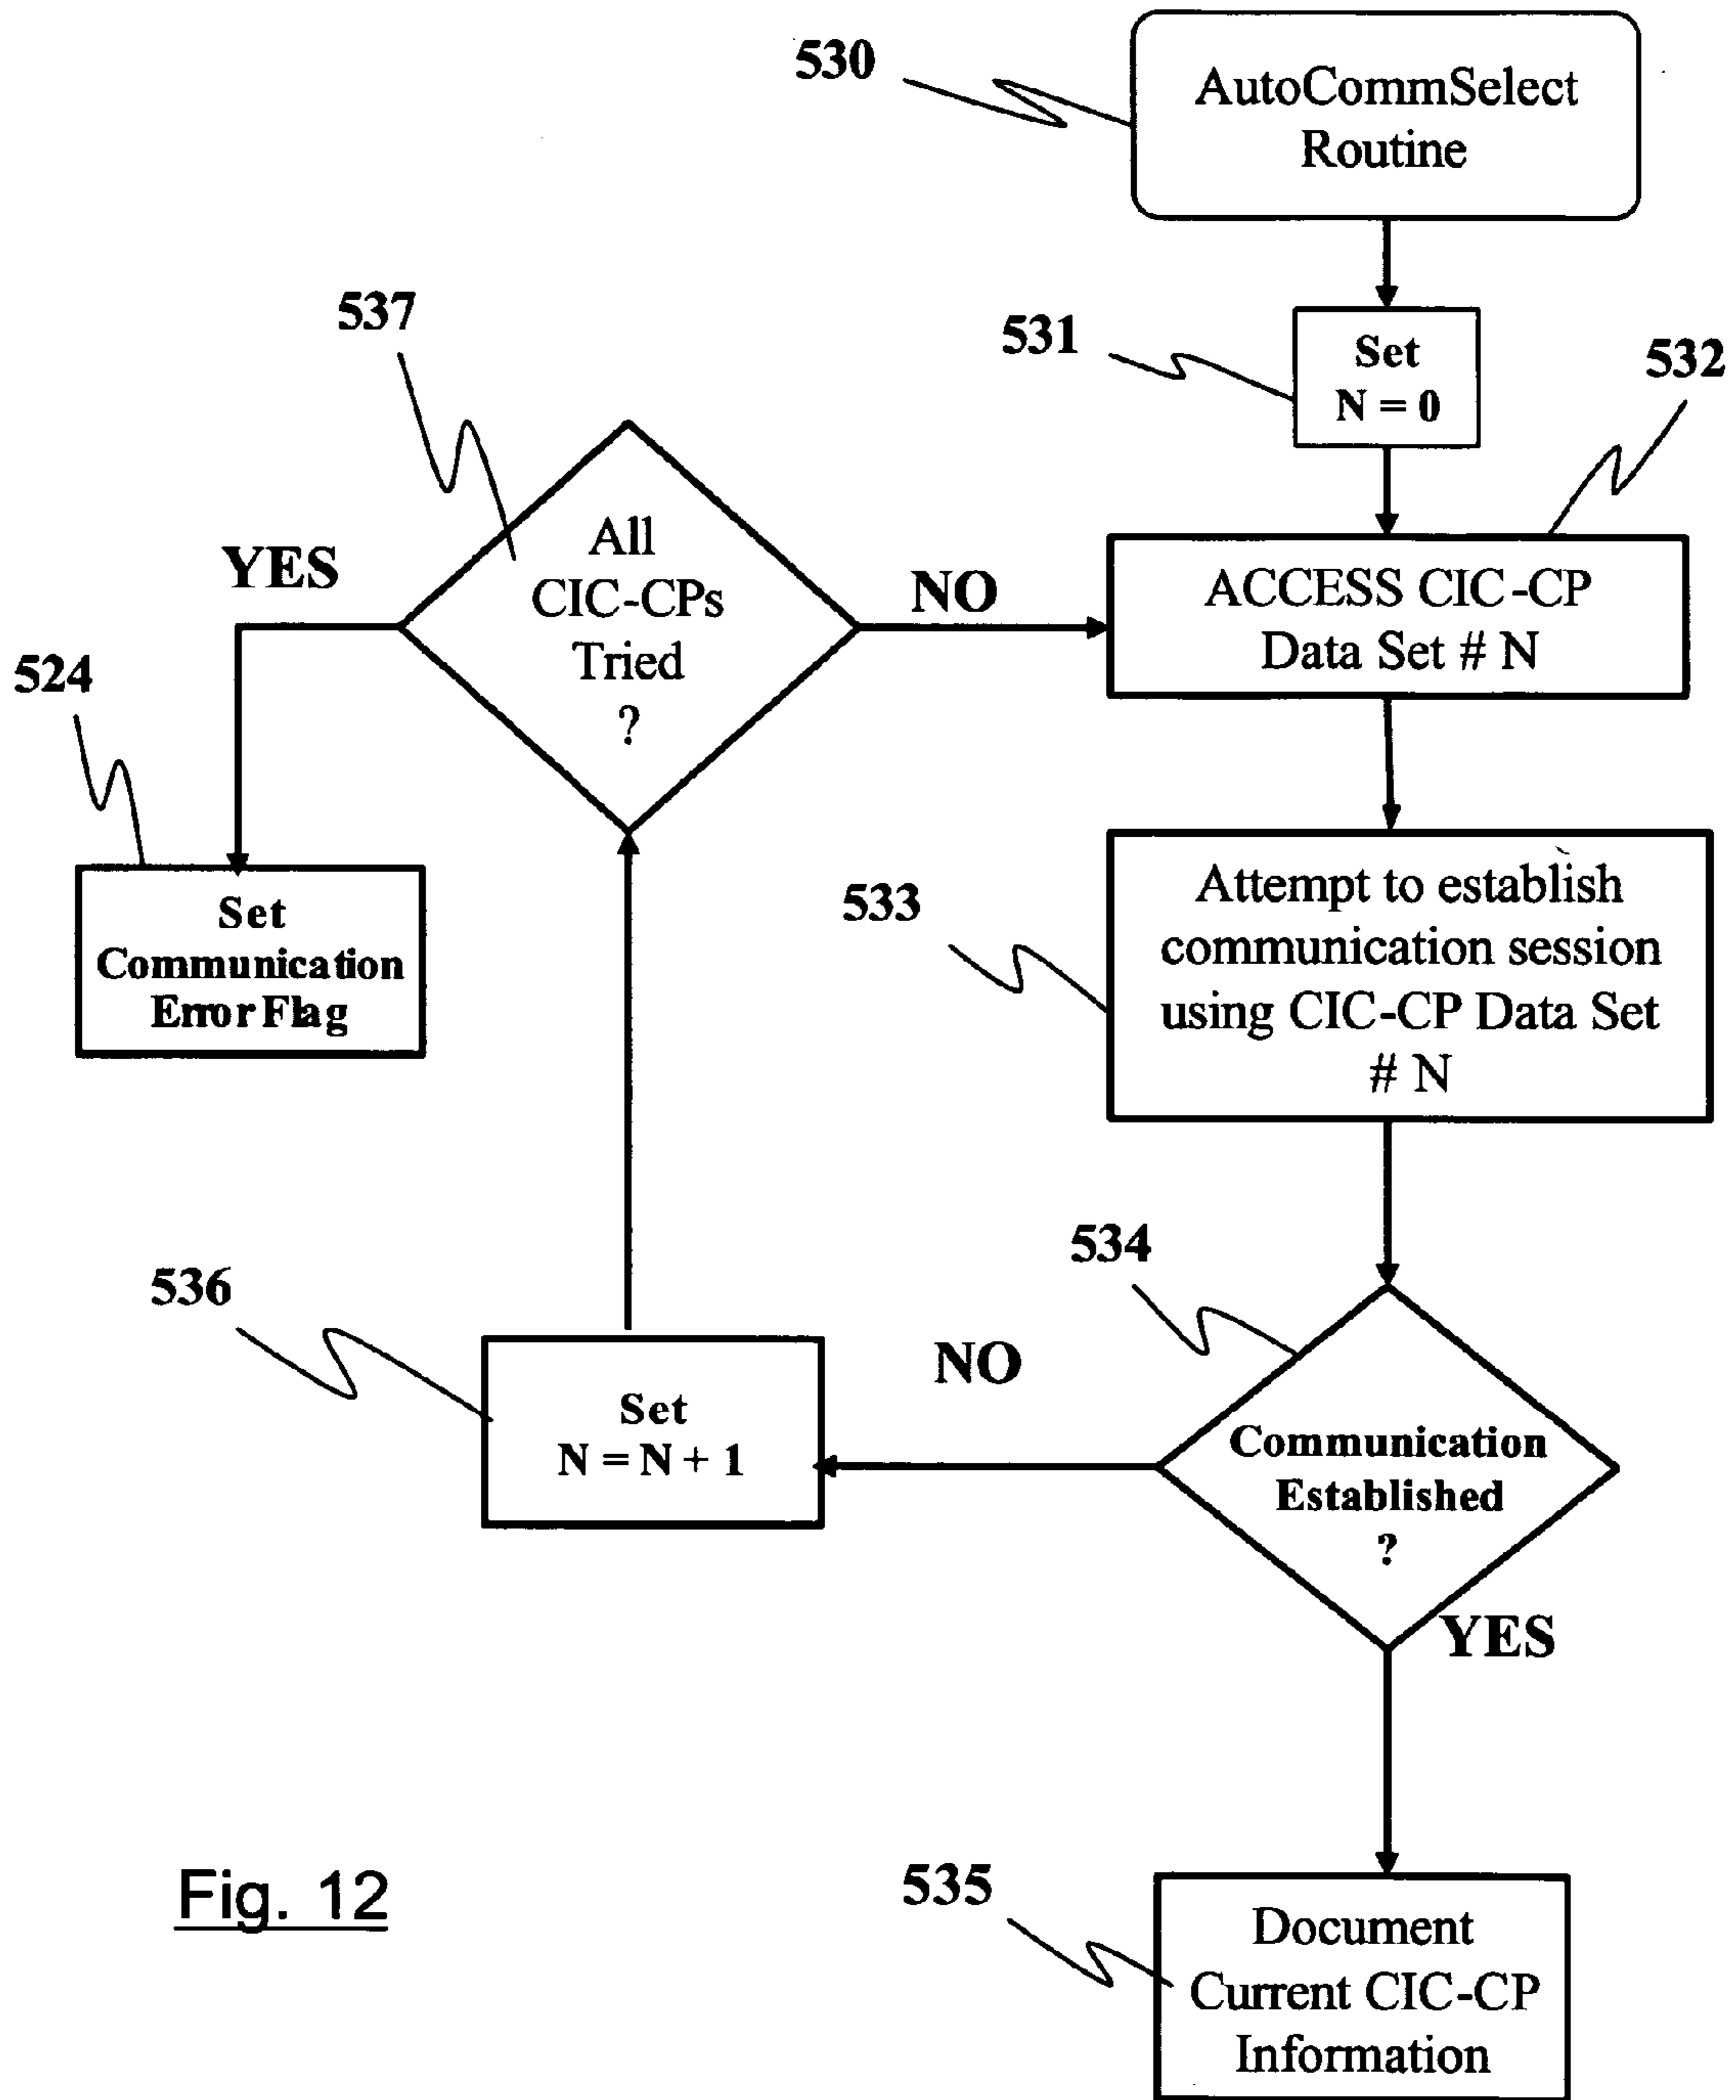 530
AutoCommSelect
Routine
531
Set
N = 0
532
537
All
CIC-CPs
Tried
?
YES
NO
ACCESS CIC-CP
Data Set # N
524
Set
Communication
Error Flag
533
Attempt to establish
communication session
using CIC-CP Data Set
# N
534
536
Set
N = N + 1
NO
Communication
Established
?
YES
535
Document
Current CIC-CP
Information
Fig. 12